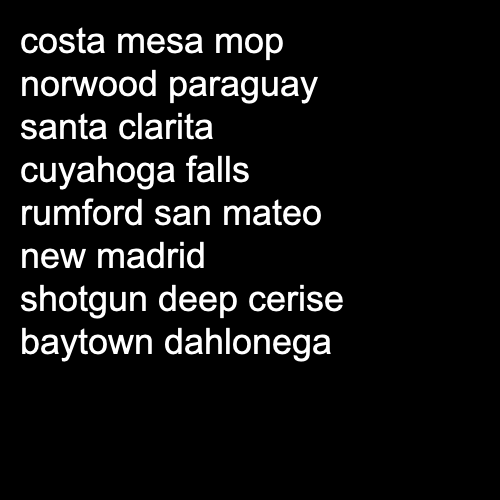 costa mesa mop
norwood paraguay
santa clarita
cuyahoga falls
rumford san mateo
new madrid
shotgun deep cerise
baytown dahlonega